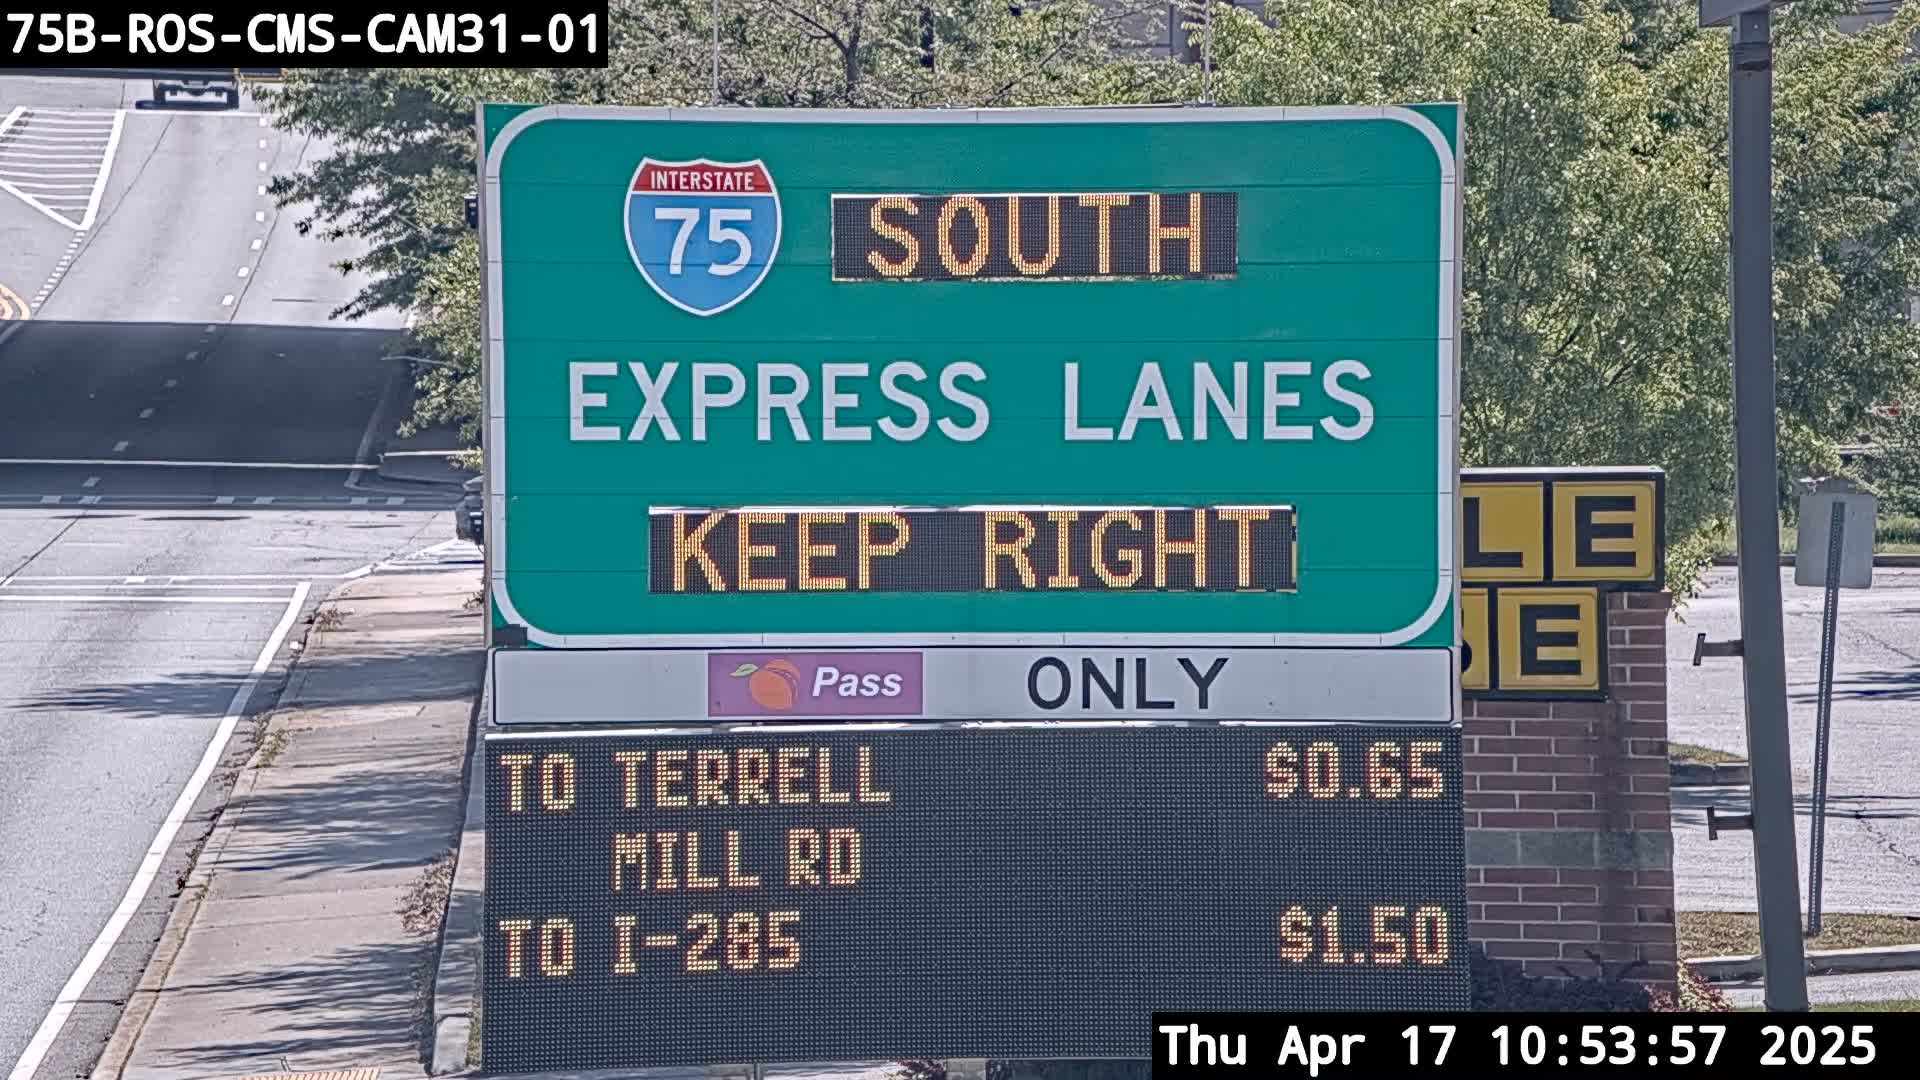 75B-ROS-CMS-CAM31-01
INTERSTATE
75
SOUTH
EXPRESS LANES
KEEP RIGHT
LE
E
Pass ONLY
TO TERRELL $0.65
MILL RD
TO I-285 $1.50
Thu Apr 17 10:53:57 2025